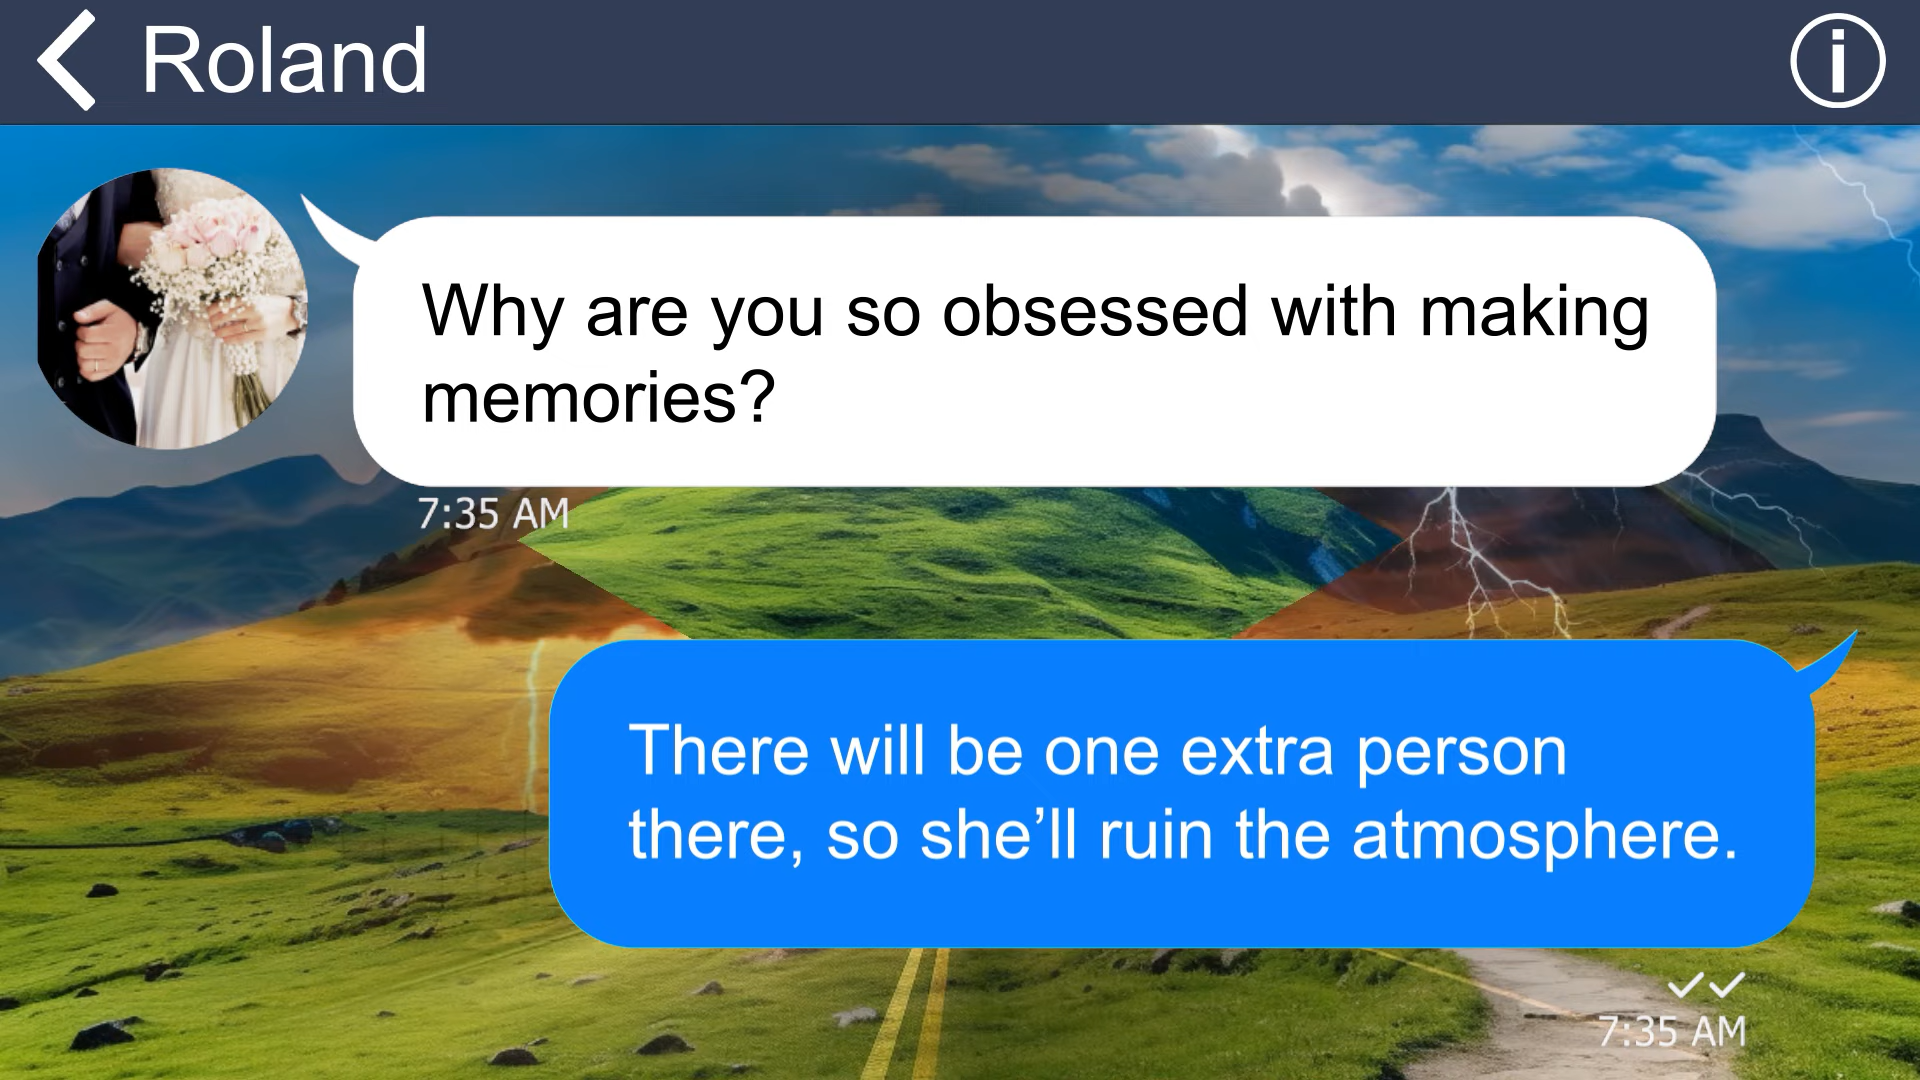 Roland
Why are you so obsessed with making
memories?
7:35 AM
There will be one extra person
there, so she’ll ruin the atmosphere.
7:35 AM